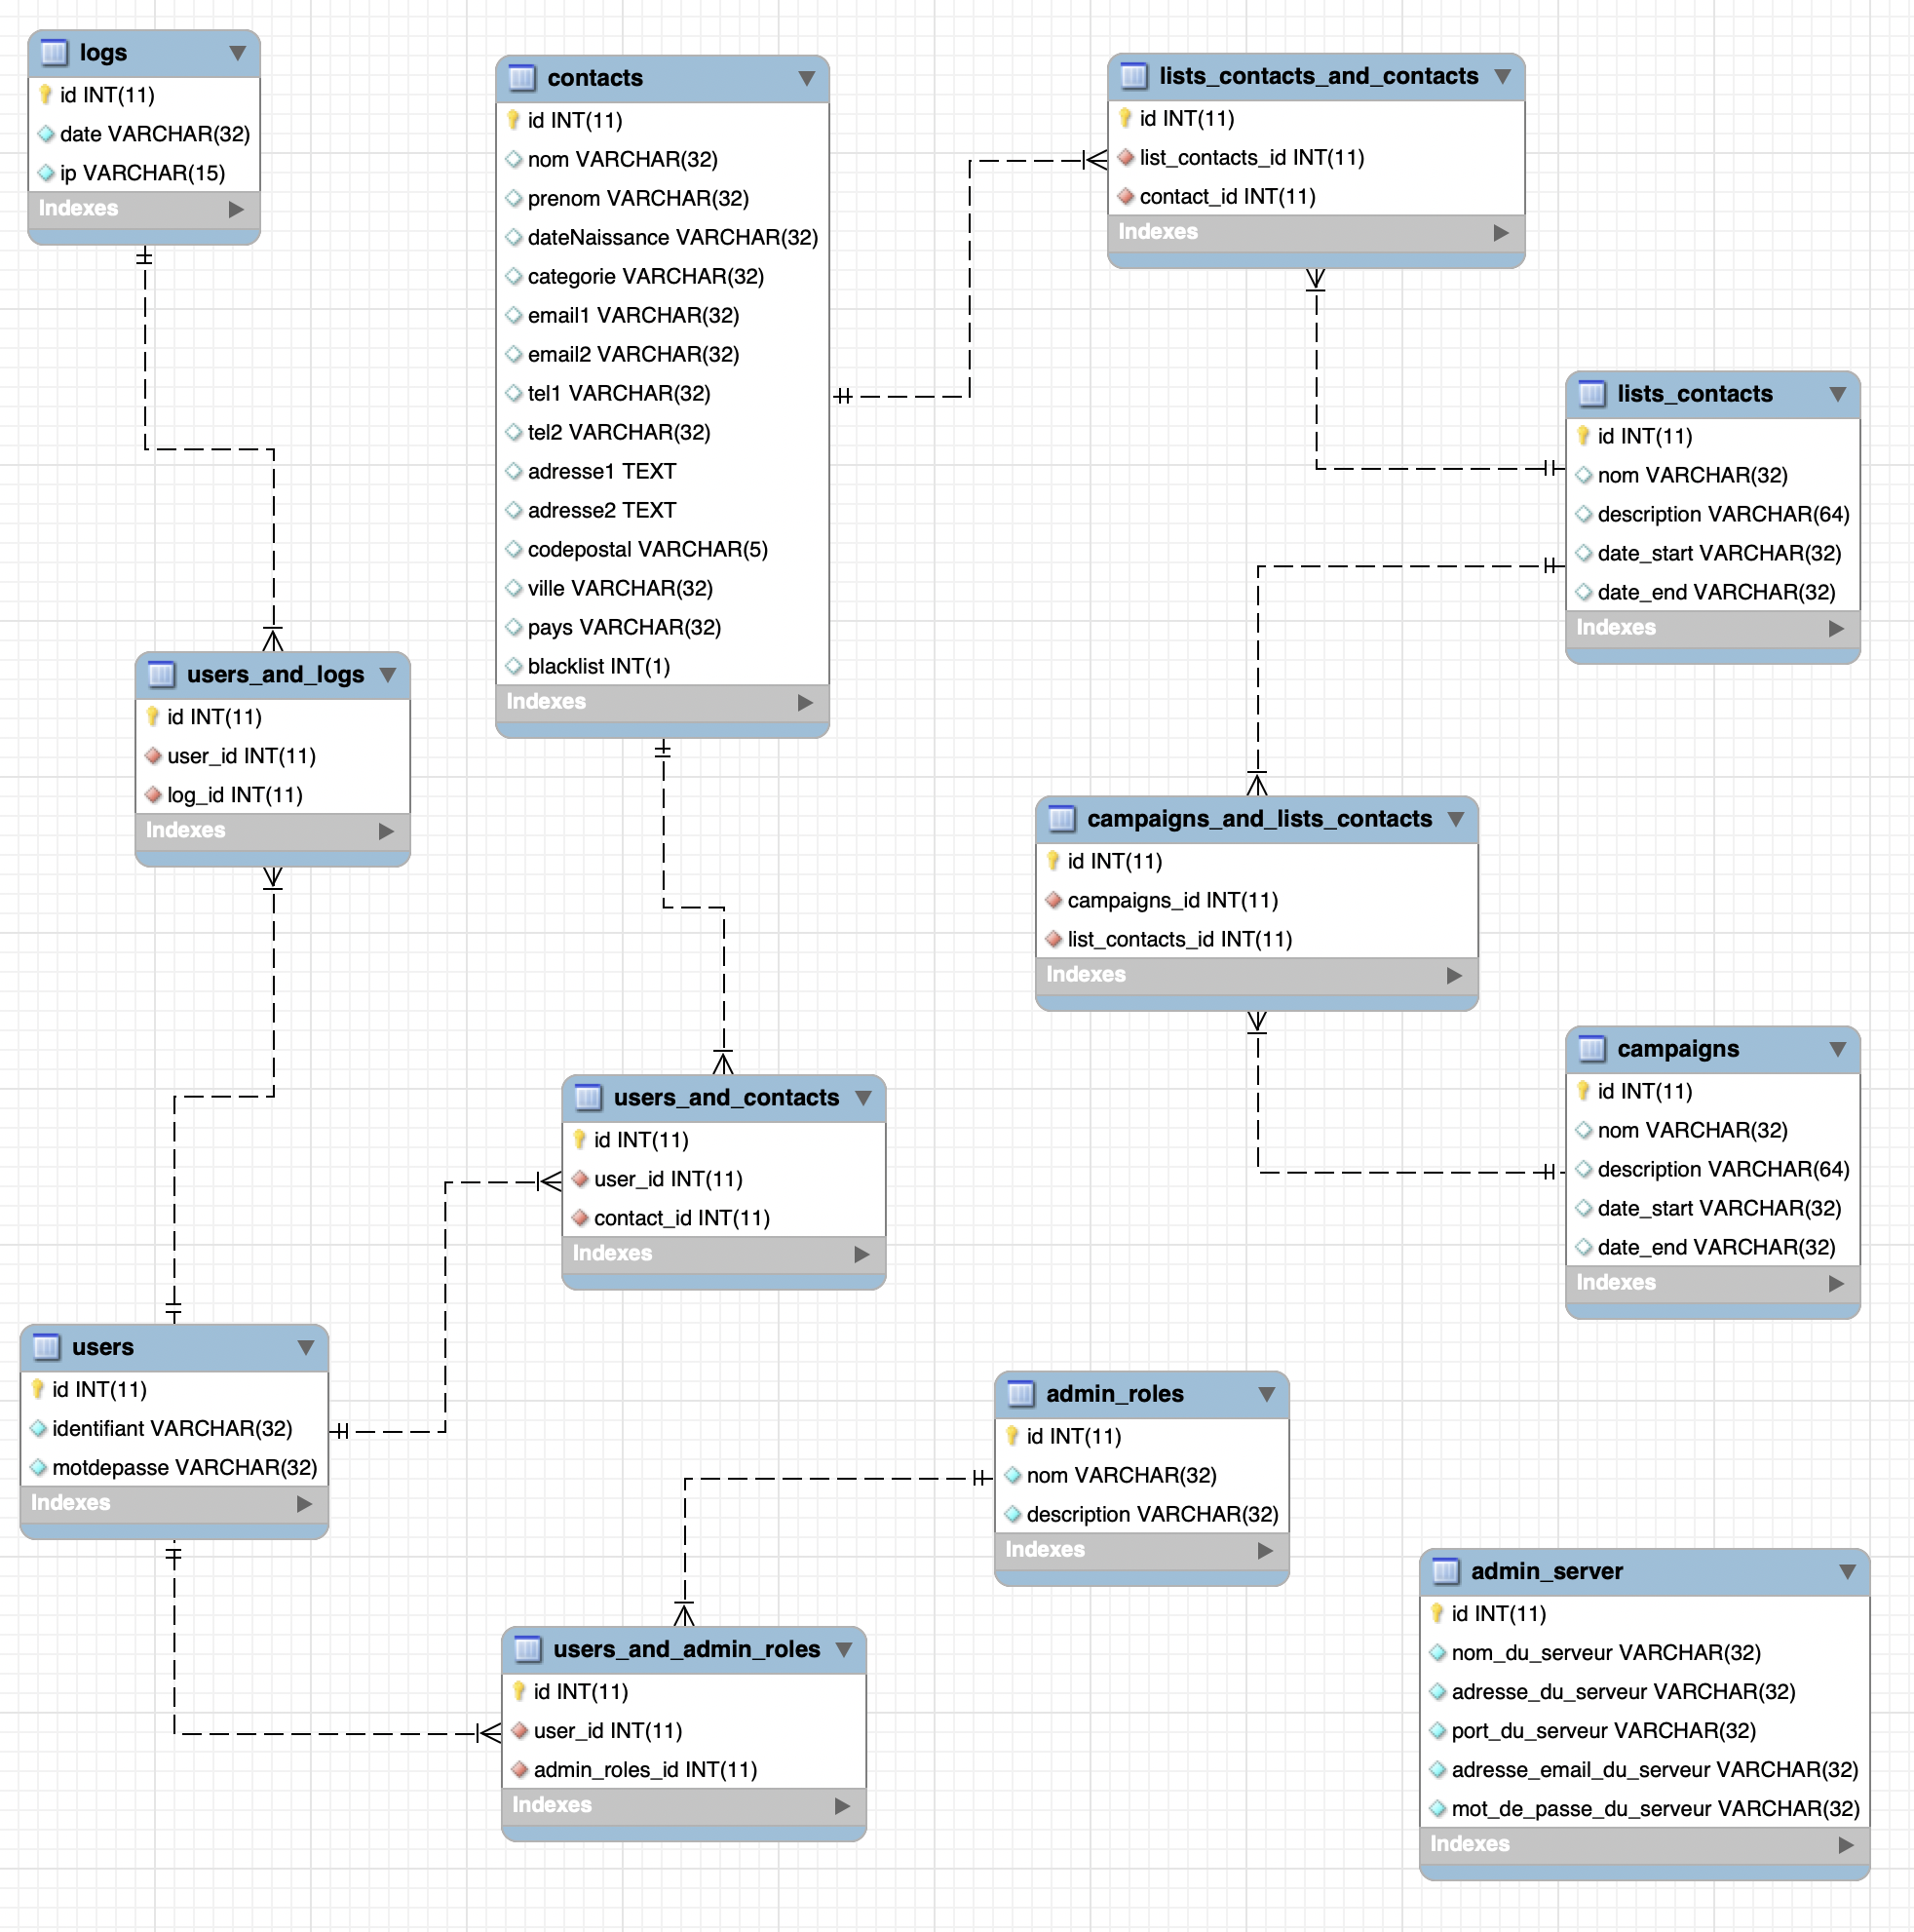 logs
id INT(11)
date VARCHAR(32)
ip VARCHAR(15)
Indexes
contacts
id INT(11)
nom VARCHAR(32)
prenom VARCHAR(32)
dateNaissance VARCHAR(32)
categorie VARCHAR(32)
email1 VARCHAR(32)
email2 VARCHAR(32)
tel1 VARCHAR(32)
tel2 VARCHAR(32)
adresse1 TEXT
adresse2 TEXT
codepostal VARCHAR(5)
ville VARCHAR(32)
pays VARCHAR(32)
blacklist INT(1)
Indexes
lists_contacts_and_contacts
id INT(11)
list_contacts_id INT(11)
contact_id INT(11)
Indexes
lists_contacts
id INT(11)
nom VARCHAR(32)
description VARCHAR(64)
date_start VARCHAR(32)
date_end VARCHAR(32)
Indexes
users_and_logs
id INT(11)
user_id INT(11)
log_id INT(11)
Indexes
campaigns_and_lists_contacts
id INT(11)
campaigns_id INT(11)
list_contacts_id INT(11)
Indexes
campaigns
id INT(11)
nom VARCHAR(32)
description VARCHAR(64)
date_start VARCHAR(32)
date_end VARCHAR(32)
Indexes
users_and_contacts
id INT(11)
user_id INT(11)
contact_id INT(11)
Indexes
users
id INT(11)
identifiant VARCHAR(32)
motdepasse VARCHAR(32)
Indexes
admin_roles
id INT(11)
nom VARCHAR(32)
description VARCHAR(32)
Indexes
admin_server
id INT(11)
nom_du_serveur VARCHAR(32)
adresse_du_serveur VARCHAR(32)
port_du_serveur VARCHAR(32)
adresse_email_du_serveur VARCHAR(32)
mot_de_passe_du_serveur VARCHAR(32)
Indexes
users_and_admin_roles
id INT(11)
user_id INT(11)
admin_roles_id INT(11)
Indexes